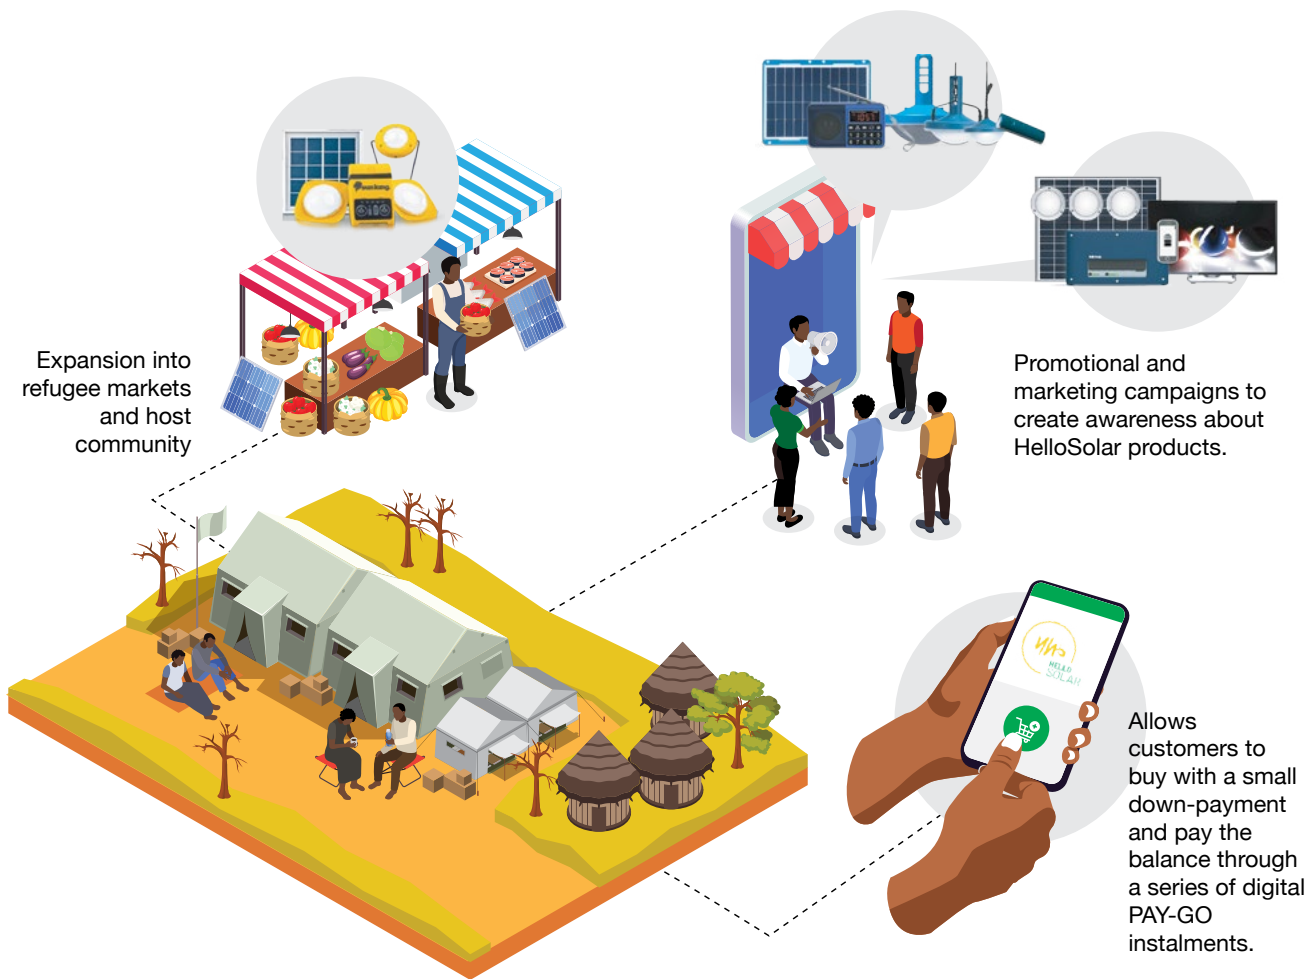 Expansion into
refugee markets
and host
community
Promotional and
marketing campaigns to
create awareness about
HelloSolar products.
HELLO
SOLAR
Allows
customers to
buy with a small
down-payment
and pay the
balance through
a series of digital
PAY-GO
instalments.